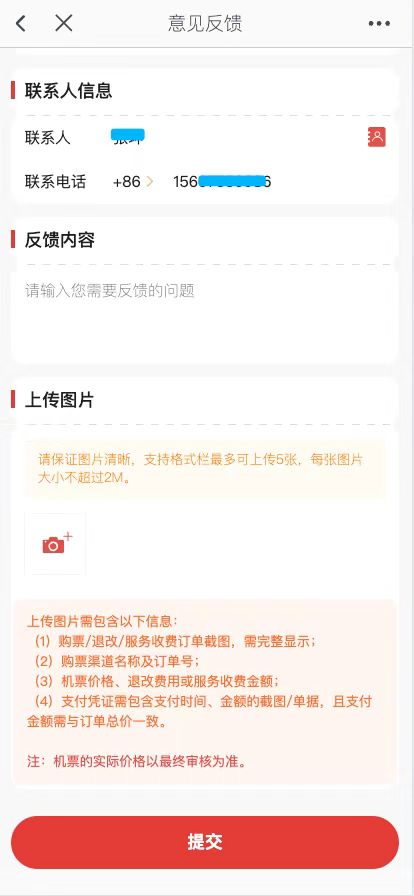 意见反馈
联系人信息
联系人
联系电话 +86 156
反馈内容
请输入您需要反馈的问题
上传图片
请保证图片清晰，支持格式栏最多可上传5张，每张图片
大小不超过2M。
上传图片需包含以下信息：
（1）购票/退改/服务收费订单截图，需完整显示；
（2）购票渠道名称及订单号；
（3）机票价格、退改费用或服务收费金额；
（4）支付凭证需包含支付时间、金额的截图/单据，且支付
金额需与订单总价一致。
注：机票的实际价格以最终审核为准。
提交